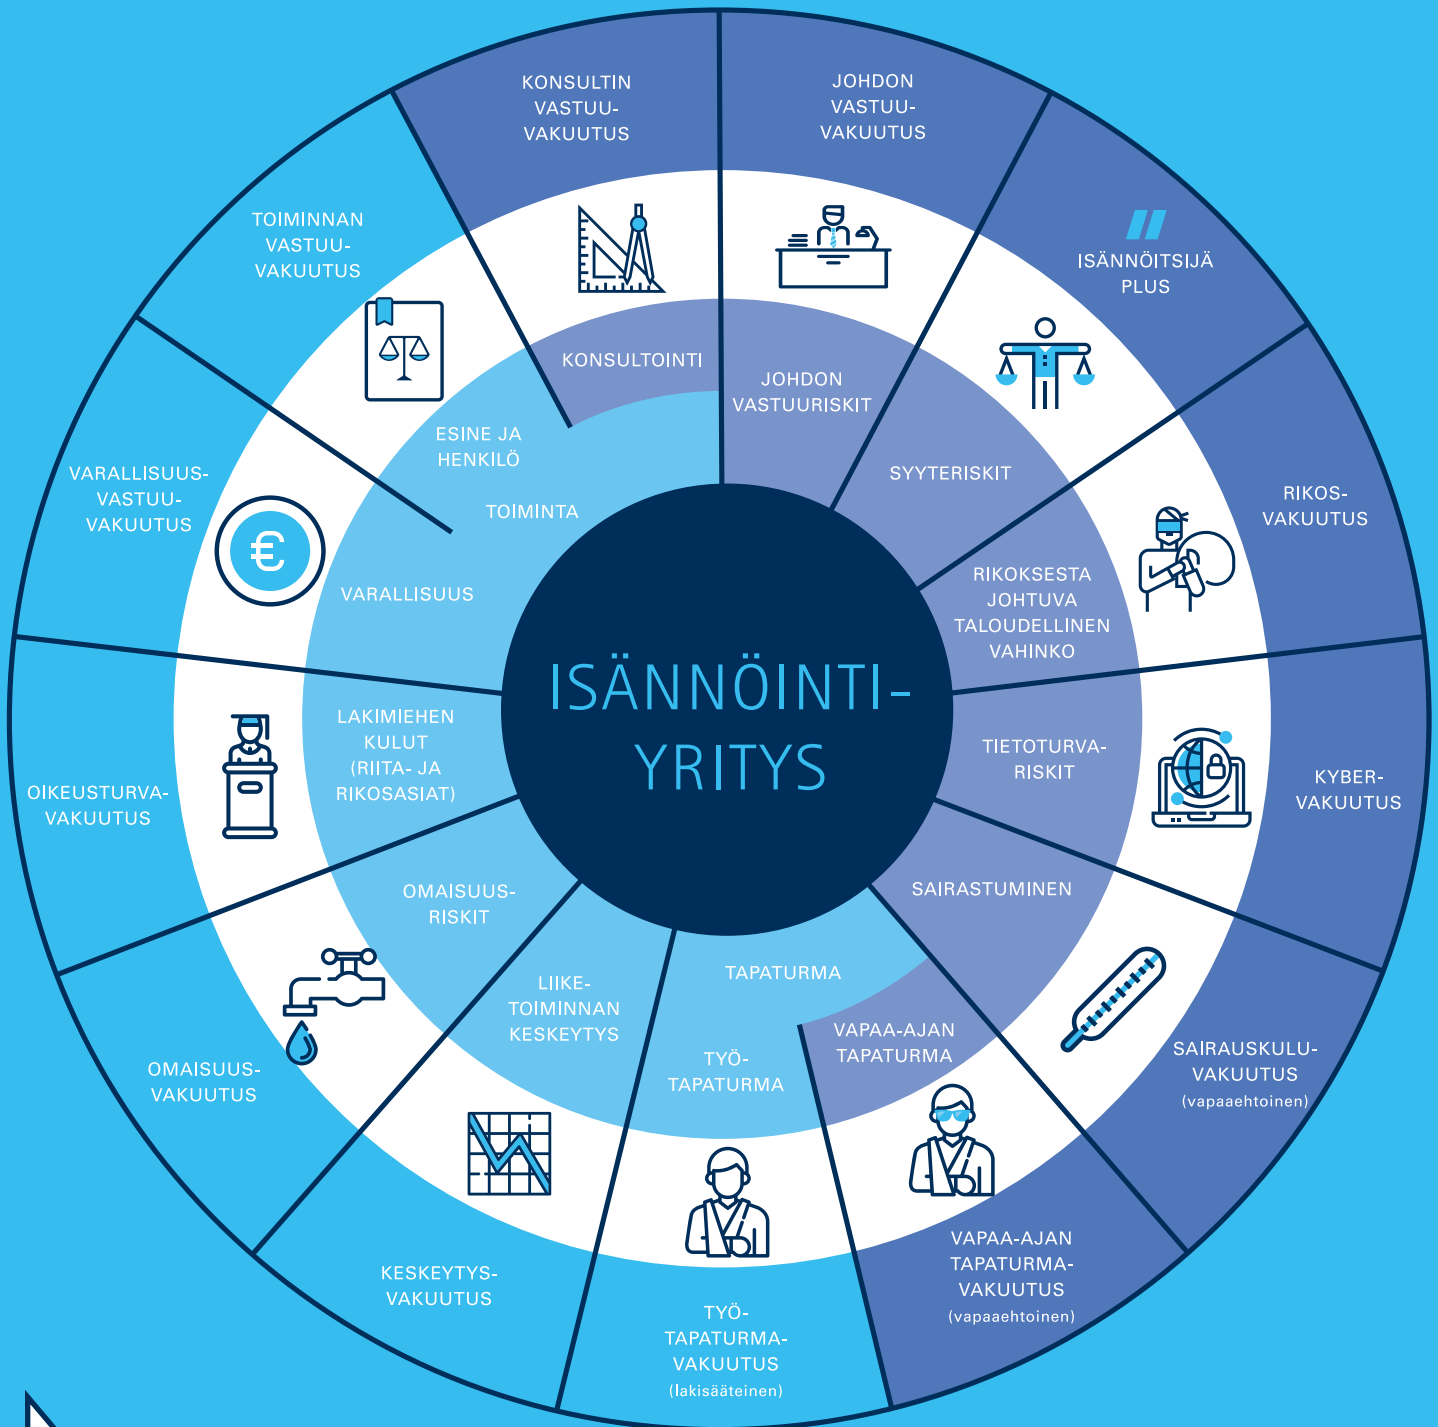 KONSULTIN
VASTUU-
VAKUUTUS
JOHDON
VASTUU-
VAKUUTUS
ISÄNNÖITSIJÄ
PLUS
RIKOS-
VAKUUTUS
KYBER-
VAKUUTUS
SAIRAUSKULU-
VAKUUTUS
(vapaaehtoinen)
VAPAA-AJAN
TAPATURMA-
VAKUUTUS
(vapaaehtoinen)
TYÖ-
TAPATURMA-
VAKUUTUS
(lakisääteinen)
KESKEYTYS-
VAKUUTUS
OMAISUUS-
VAKUUTUS
OIKEUSTURVA-
VAKUUTUS
VARALLISUUS-
VASTUU-
VAKUUTUS
TOIMINNAN
VASTUU-
VAKUUTUS
KONSULTOINTI
JOHDON
VASTUURISKIT
SYYTERISKIT
RIKOKSESTA
JOHTUVA
TALOUDELLINEN
VAHINKO
TIETOTURVA-
RISKIT
SAIRASTUMINEN
VAPAA-AJAN
TAPATURMA
TAPATURMA
TYÖ-
TAPATURMA
LIIKE-
TOIMINNAN
KESKEYTYS
OMAISUUS-
RISKIT
LAKIMIEHEN
KULUT
(RIITA- JA
RIKOSASIAT)
€
VARALLISUUS
ESINE JA
HENKILÖ
TOIMINTA
ISÄNNÖINTI-
YRITYS